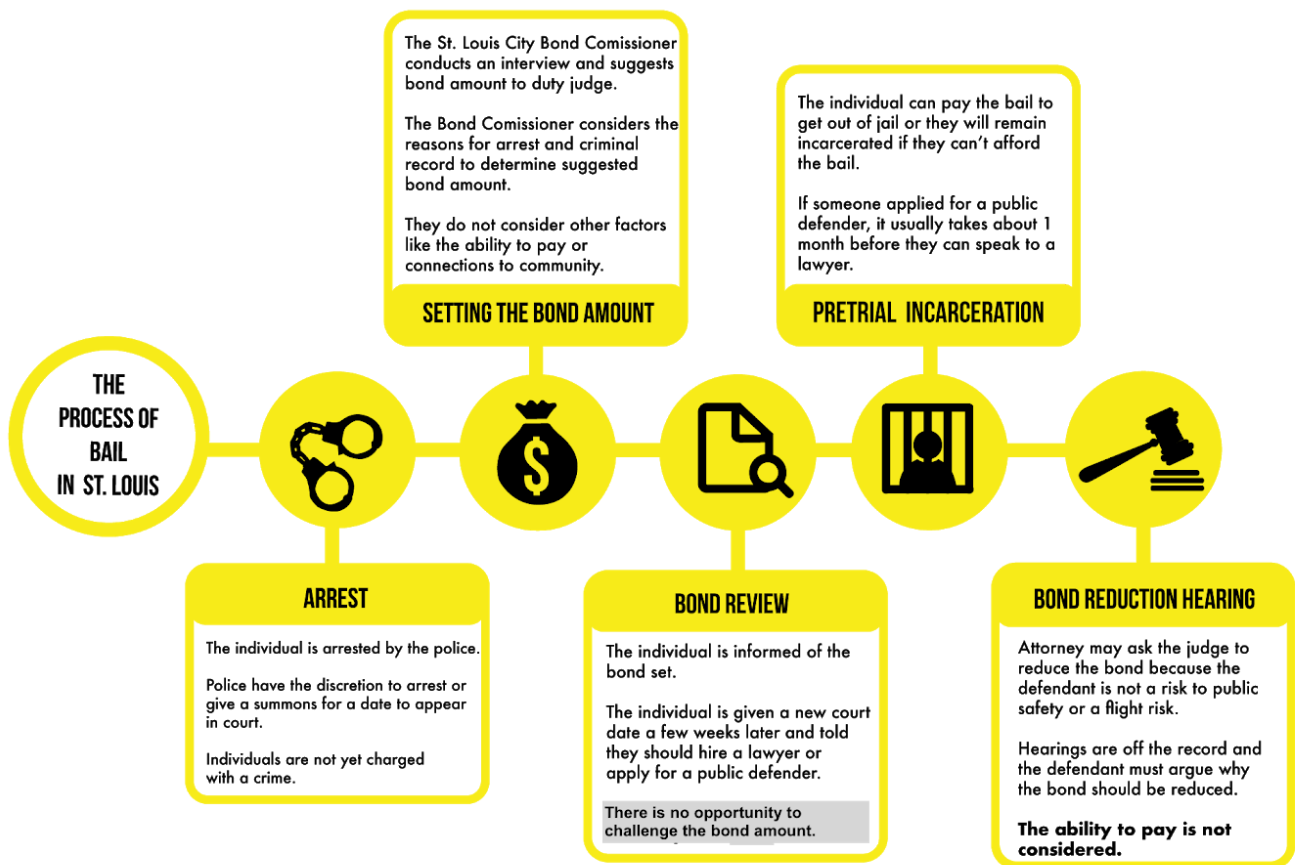 THE
PROCESS OF
BAIL
IN ST. LOUIS
ARREST
The individual is arrested by the police.
Police have the discretion to arrest or
give a summons for a date to appear
in court.
Individuals are not yet charged
with a crime.
The St. Louis City Bond Comissioner
conducts an interview and suggests
bond amount to duty judge.
The Bond Comissioner considers the
reasons for arrest and criminal
record to determine suggested
bond amount.
They do not consider other factors
like the ability to pay or
connections to community.
SETTING THE BOND AMOUNT
$
BOND REVIEW
The individual is informed of the
bond set.
The individual is given a new court
date a few weeks later and told
they should hire a lawyer or
apply for a public defender.
There is no opportunity to
challenge the bond amount.
The individual can pay the bail to
get out of jail or they will remain
incarcerated if they can't afford
the bail.
If someone applied for a public
defender, it usually takes about 1
month before they can speak to a
lawyer.
PRETRIAL INCARCERATION
BOND REDUCTION HEARING
Attorney may ask the judge to
reduce the bond because the
defendant is not a risk to public
safety or a flight risk.
Hearings are off the record and
the defendant must argue why
the bond should be reduced.
The ability to pay is not
considered.